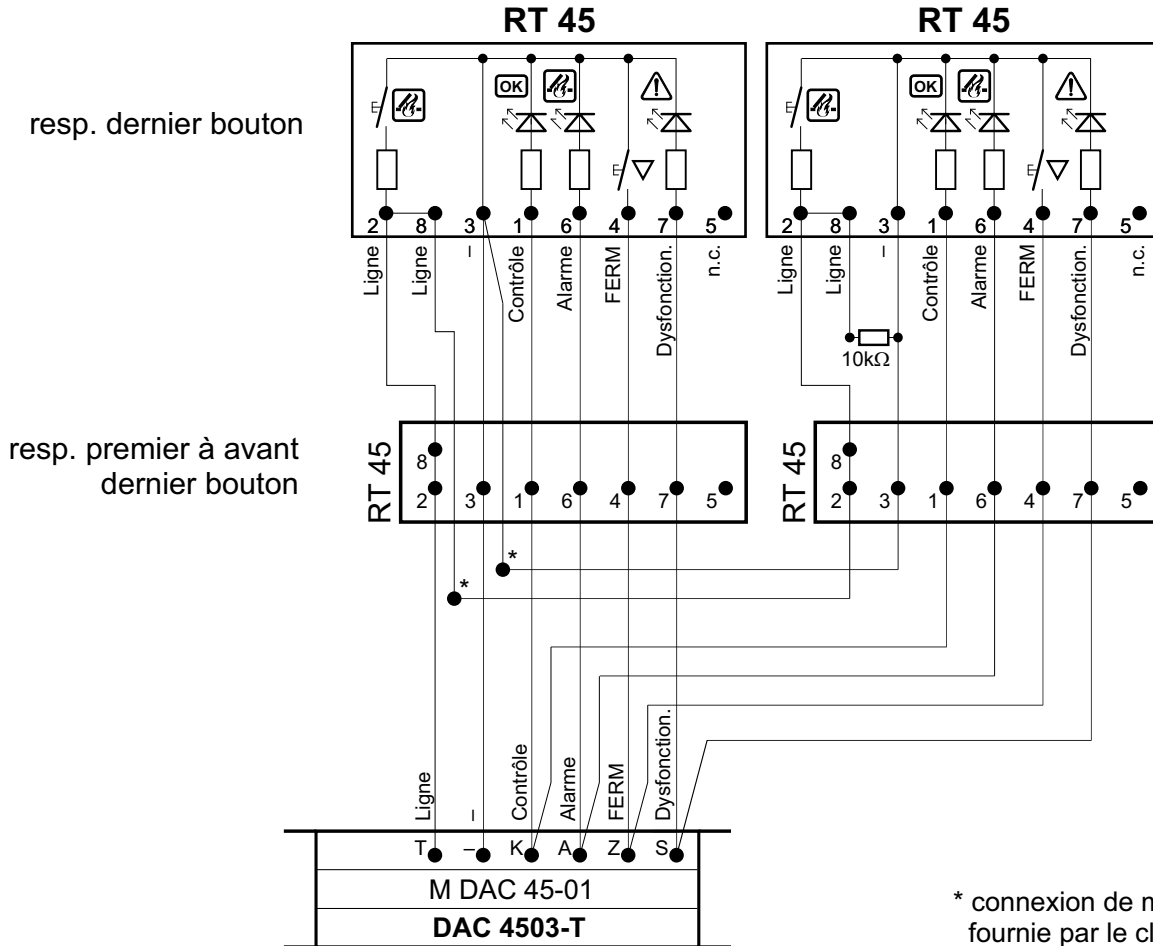 RT 45 RT 45
OK OK
resp. dernier bouton
2 8 3 1 6 4 7 5 2 8 3 1 6 4 7 5
Ligne Ligne – Contrôle Alarme FERM Dysfonction. n.c. Ligne Ligne – Contrôle Alarme FERM Dysfonction. n.c.
10kΩ
resp. premier à avant
dernier bouton
RT 45 8 RT 45 8
2 3 1 6 4 7 5 2 3 1 6 4 7 5
*
*
Ligne – Contrôle Alarme FERM Dysfonction.
T – K A Z S
M DAC 45-01
DAC 4503-T
* connexion de
fournie par le